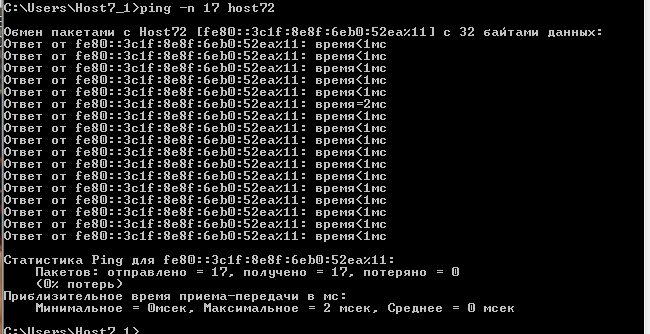 C:\Users\Host7_1>ping -n 17 host72
Обмен пакетами с Host72 [fe80::3c1f:8e8f:6eb0:52ea%11] с 32 байтами данных:
Ответ от fe80::3c1f:8e8f:6eb0:52ea%11: время<1мс
Ответ от fe80::3c1f:8e8f:6eb0:52ea%11: время<1мс
Ответ от fe80::3c1f:8e8f:6eb0:52ea%11: время<1мс
Ответ от fe80::3c1f:8e8f:6eb0:52ea%11: время<1мс
Ответ от fe80::3c1f:8e8f:6eb0:52ea%11: время<1мс
Ответ от fe80::3c1f:8e8f:6eb0:52ea%11: время=2мс
Ответ от fe80::3c1f:8e8f:6eb0:52ea%11: время<1мс
Ответ от fe80::3c1f:8e8f:6eb0:52ea%11: время<1мс
Ответ от fe80::3c1f:8e8f:6eb0:52ea%11: время<1мс
Ответ от fe80::3c1f:8e8f:6eb0:52ea%11: время<1мс
Ответ от fe80::3c1f:8e8f:6eb0:52ea%11: время<1мс
Ответ от fe80::3c1f:8e8f:6eb0:52ea%11: время<1мс
Ответ от fe80::3c1f:8e8f:6eb0:52ea%11: время<1мс
Ответ от fe80::3c1f:8e8f:6eb0:52ea%11: время<1мс
Ответ от fe80::3c1f:8e8f:6eb0:52ea%11: время<1мс
Ответ от fe80::3c1f:8e8f:6eb0:52ea%11: время<1мс
Ответ от fe80::3c1f:8e8f:6eb0:52ea%11: время<1мс
Статистика Ping для fe80::3c1f:8e8f:6eb0:52ea%11:
Пакетов: отправлено = 17, получено = 17, потеряно = 0
(0% потерь)
Приблизительное время приема-передачи в мс:
Минимальное = 0мсек, Максимальное = 2 мсек, Среднее = 0 мсек
C:\Users\Host7_1>